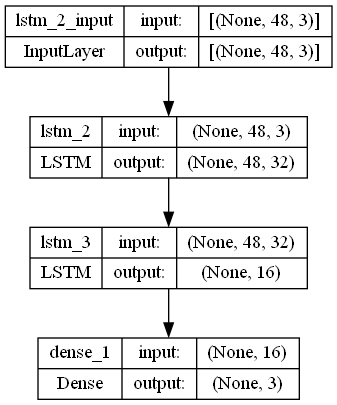 lstm_2_input input: [(None, 48, 3)]
InputLayer output: [(None, 48, 3)]
lstm_2 input: (None, 48, 3)
LSTM output: (None, 48, 32)
lstm_3 input: (None, 48, 32)
LSTM output: (None, 16)
dense_1 input: (None, 16)
Dense output: (None, 3)